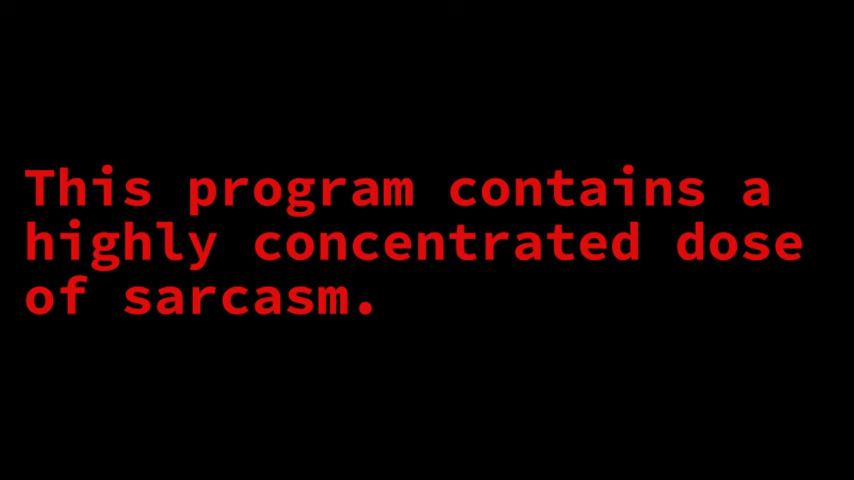 This program contains a
highly concentrated dose
of sarcasm.